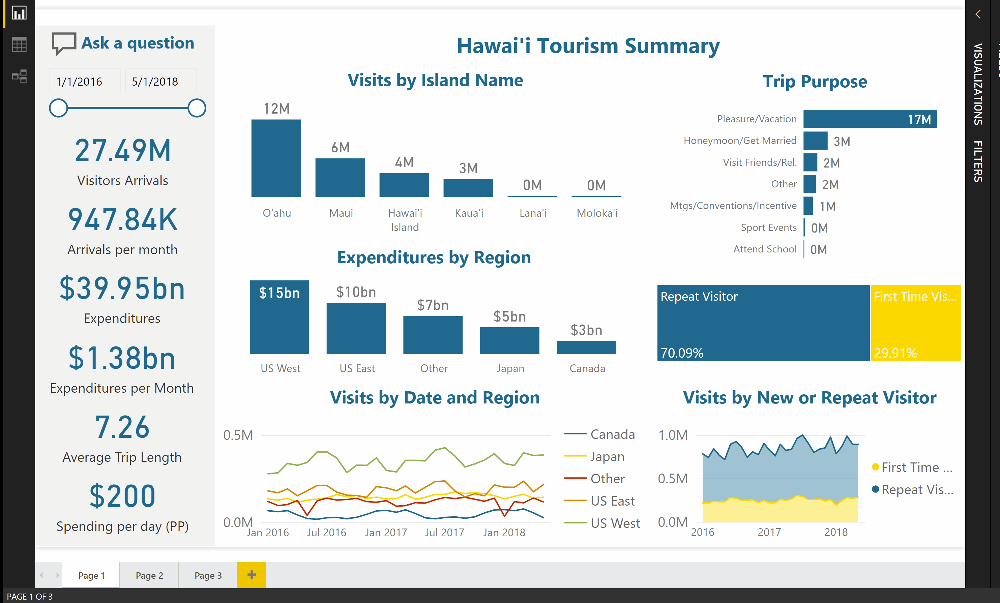 Ask a question
1/1/2016
5/1/2018
27.49M
Visitors Arrivals
947.84K
Arrivals per month
$39.95bn
Expenditures
$1.38bn
Expenditures per Month
7.26
Average Trip Length
$200
Spending per day (PP)
Hawai'i Tourism Summary
Visits by Island Name
12M
6M
4M
3M
0M
0M
O'ahu
Maui
Hawai'i
Island
Kaua'i
Lana'i
Moloka'i
Trip Purpose
Pleasure/Vacation 17M
Honeymoon/Get Married 3M
Visit Friends/Rel. 2M
Other 2M
Mtgs/Conventions/Incentive 1M
Sport Events 0M
Attend School 0M
Expenditures by Region
$15bn
$10bn
$7bn
$5bn
$3bn
US West
US East
Other
Japan
Canada
Repeat Visitor
70.09%
First Time Vis...
29.91%
Visits by Date and Region
0.5M
0.0M
Jan 2016
Jul 2016
Jan 2017
Jul 2017
Jan 2018
Canada
Japan
Other
US East
US West
Visits by New or Repeat Visitor
1.0M
0.5M
0.0M
2016
2017
2018
First Time ...
Repeat Vis...
VISUALIZATIONS
FILTERS
Page 1
Page 2
Page 3
PAGE 1 OF 3